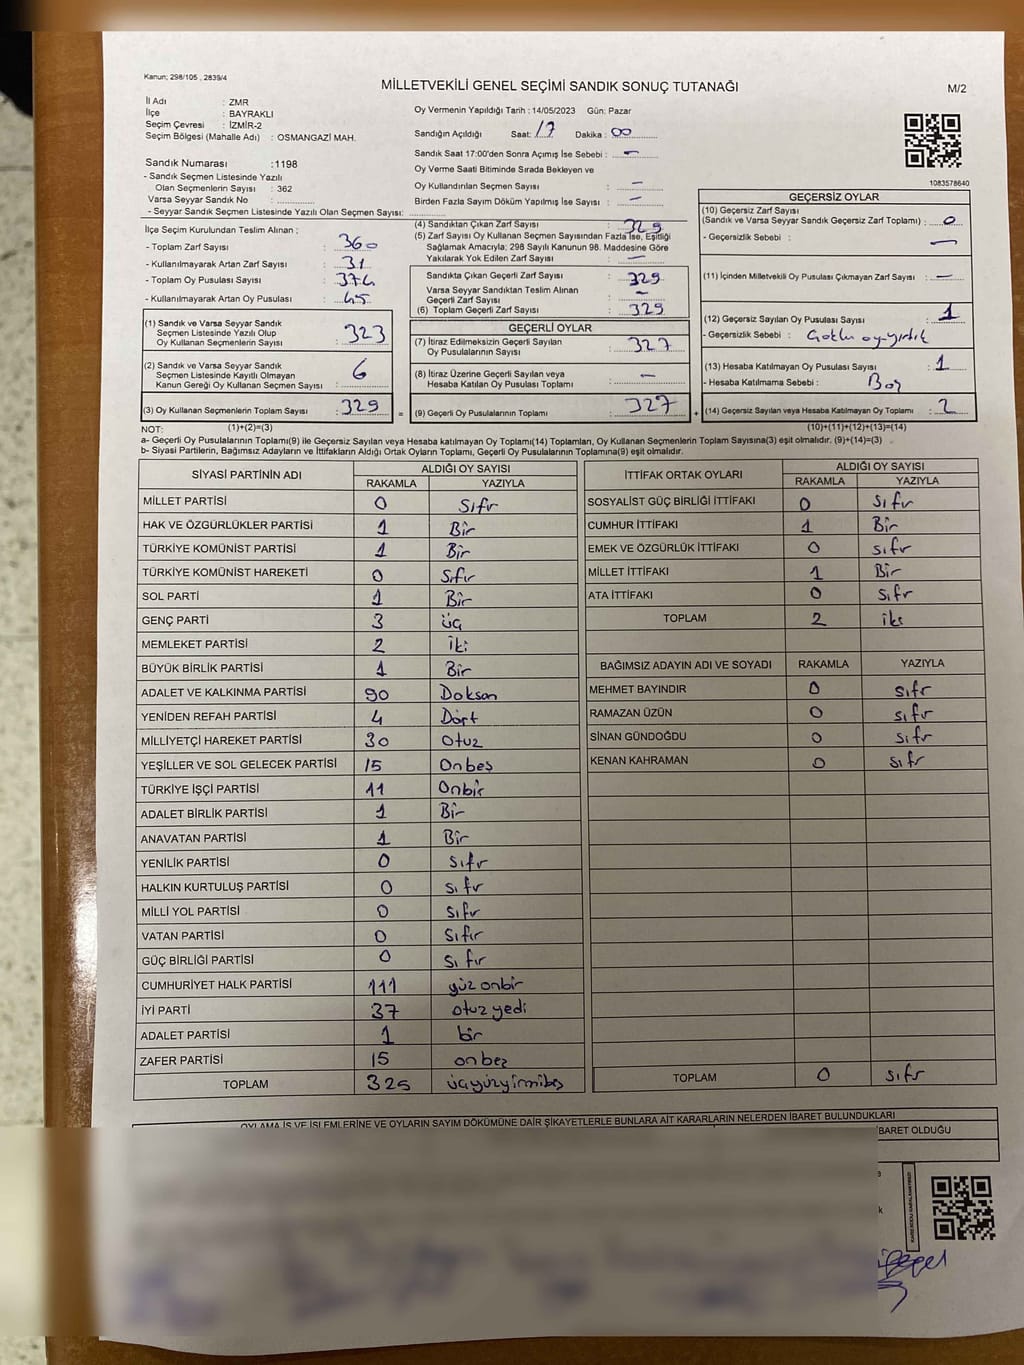 Kanun; 298/105 , 2839/4
MİLLETVEKİLİ GENEL SEÇİMİ SANDIK SONUÇ TUTANAĞI
M/2
İl Adı : ZMR
İlçe : BAYRAKLI
Seçim Çevresi : İZMİR-2
Seçim Bölgesi (Mahalle Adı) : OSMANGAZİ MAH.
Sandık Numarası :1198
- Sandık Seçmen Listesinde Yazılı
Olan Seçmenlerin Sayısı : 362
Varsa Seyyar Sandık No :
- Seyyar Sandık Seçmen Listesinde Yazılı Olan Seçmen Sayısı:
Oy Vermenin Yapıldığı Tarih : 14/05/2023 Gün: Pazar
Sandığın Açıldığı Saat: 17 Dakika : 00
Sandık Saat 17:00'den Sonra Açımış İse Sebebi : -
Oy Verme Saati Bitiminde Sırada Bekleyen ve
Oy Kullandırılan Seçmen Sayısı : -
Birden Fazla Sayım Döküm Yapılmış İse Sayısı : -
1083578640
İlçe Seçim Kurulundan Teslim Alınan ;
- Toplam Zarf Sayısı : 360
- Kullanılmayarak Artan Zarf Sayısı : 31
- Toplam Oy Pusulası Sayısı : 374
- Kullanılmayarak Artan Oy Pusulası : 45
(1) Sandık ve Varsa Seyyar Sandık
Seçmen Listesinde Yazılı Olup
Oy Kullanan Seçmenlerin Sayısı : 323
(2) Sandık ve Varsa Seyyar Sandık
Seçmen Listesinde Kayıtlı Olmayan
Kanun Gereği Oy Kullanan Seçmen Sayısı : 6
(3) Oy Kullanan Seçmenlerin Toplam Sayısı : 329 =
(4) Sandıktan Çıkan Zarf Sayısı : 329
(5) Zarf Sayısı Oy Kullanan Seçmen Sayısından Fazla İse, Eşitliği
Sağlamak Amacıyla; 298 Sayılı Kanunun 98. Maddesine Göre
Yakılarak Yok Edilen Zarf Sayısı : -
Sandıkta Çıkan Geçerli Zarf Sayısı : 329
Varsa Seyyar Sandıktan Teslim Alınan
Geçerli Zarf Sayısı : -
(6) Toplam Geçerli Zarf Sayısı : 329
GEÇERLİ OYLAR
(7) İtiraz Edilmeksizin Geçerli Sayılan
Oy Pusulalarının Sayısı : 327
(8) İtiraz Üzerine Geçerli Sayılan veya
Hesaba Katılan Oy Pusulası Toplamı : -
(9) Geçerli Oy Pusulalarının Toplamı : 327 +
GEÇERSİZ OYLAR
(10) Geçersiz Zarf Sayısı
(Sandık ve Varsa Seyyar Sandık Geçersiz Zarf Toplamı) : 0
- Geçersizlik Sebebi : -
(11) İçinden Milletvekili Oy Pusulası Çıkmayan Zarf Sayısı : -
(12) Geçersiz Sayılan Oy Pusulası Sayısı : 1
- Geçersizlik Sebebi : Çoklu oy-yırtık
(13) Hesaba Katılmayan Oy Pusulası Sayısı : 1
- Hesaba Katılmama Sebebi : Boş
(14) Geçersiz Sayılan veya Hesaba Katılmayan Oy Toplamı : 2
NOT: (1)+(2)=(3) (10)+(11)+(12)+(13)=(14)
a- Geçerli Oy Pusulalarının Toplamı(9) ile Geçersiz Sayılan veya Hesaba katılmayan Oy Toplamı(14) Toplamları, Oy Kullanan Seçmenlerin Toplam Sayısına(3) eşit olmalıdır. (9)+(14)=(3)
b- Siyasi Partilerin, Bağımsız Adayların ve İttifakların Aldığı Ortak Oyların Toplamı, Geçerli Oy Pusulalarının Toplamına(9) eşit olmalıdır.
SİYASİ PARTİNİN ADI ALDIĞI OY SAYISI
RAKAMLA YAZIYLA
MİLLET PARTİSİ 0 Sıfır
HAK VE ÖZGÜRLÜKLER PARTİSİ 1 Bir
TÜRKİYE KOMÜNİST PARTİSİ 1 Bir
TÜRKİYE KOMÜNİST HAREKETİ 0 Sıfır
SOL PARTİ 1 Bir
GENÇ PARTİ 3 üç
MEMLEKET PARTİSİ 2 İki
BÜYÜK BİRLİK PARTİSİ 1 Bir
ADALET VE KALKINMA PARTİSİ 90 Doksan
YENİDEN REFAH PARTİSİ 4 Dört
MİLLİYETÇİ HAREKET PARTİSİ 30 Otuz
YEŞİLLER VE SOL GELECEK PARTİSİ 15 Onbeş
TÜRKİYE İŞÇİ PARTİSİ 11 Onbir
ADALET BİRLİK PARTİSİ 1 Bir
ANAVATAN PARTİSİ 1 Bir
YENİLİK PARTİSİ 0 Sıfır
HALKIN KURTULUŞ PARTİSİ 0 sıfır
MİLLİ YOL PARTİSİ 0 Sıfır
VATAN PARTİSİ 0 Sıfır
GÜÇ BİRLİĞİ PARTİSİ 0 Sıfır
CUMHURİYET HALK PARTİSİ 111 yüz onbir
İYİ PARTİ 37 otuz yedi
ADALET PARTİSİ 1 bir
ZAFER PARTİSİ 15 onbeş
TOPLAM 325 üçyüzyirmibeş
İTTİFAK ORTAK OYLARI ALDIĞI OY SAYISI
RAKAMLA YAZIYLA
SOSYALİST GÜÇ BİRLİĞİ İTTİFAKI 0 Sıfır
CUMHUR İTTİFAKI 1 Bir
EMEK VE ÖZGÜRLÜK İTTİFAKI 0 sıfır
MİLLET İTTİFAKI 1 Bir
ATA İTTİFAKI 0 Sıfır
TOPLAM 2 iki
BAĞIMSIZ ADAYIN ADI VE SOYADI RAKAMLA YAZIYLA
MEHMET BAYINDIR 0 sıfır
RAMAZAN ÜZÜN 0 sıfır
SİNAN GÜNDOĞDU 0 sıfır
KENAN KAHRAMAN 0 sıfır
TOPLAM 0 sıfır
OYLAMA İŞ VE İŞLEMLERİNE VE OYLARIN SAYIM DÖKÜMÜNE DAİR ŞİKAYETLERLE BUNLARA AİT KARARLARIN NELERDEN İBARET BULUNDUKLARI
İBARET OLDUĞU